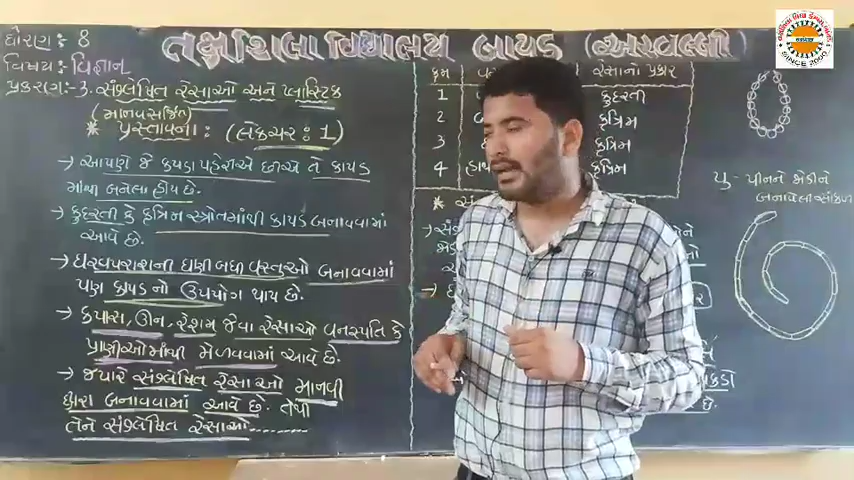 ધોરણ : 8
વિષય : વિજ્ઞાન
પ્રકરણ:- 3. સંશ્લેષિત રેસાઓ અને પ્લાસ્ટિક
(માનવસર્જિત)
તક્ષશિલા વિદ્યાલય બાયડ (અરવલ્લી)
* પ્રસ્તાવના : (લેક્ચર : 1)
→ આપણે જે કપડા પહેરીએ છીએ તે કાપડ
માંથી બનેલા હોય છે.
→ કુદરતી કે કૃત્રિમ સ્ત્રોતમાંથી કાપડ બનાવવામાં
આવે છે.
→ ઘરવપરાશની ઘણી બધી વસ્તુઓ બનાવવામાં
પણ કાપડનો ઉપયોગ થાય છે.
→ કપાસ, ઊન, રેશમ જેવા રેસાઓ વનસ્પતિ કે
પ્રાણીઓમાંથી મેળવવામાં આવે છે.
→ જ્યારે સંશ્લેષિત રેસાઓ માનવી
દ્વારા બનાવવામાં આવે છે. તેથી
તેને સંશ્લેષિત રેસાઓ........
ક્રમ રેસાનો પ્રકાર
1 કુદરતી
2 કૃત્રિમ
3 કૃત્રિમ
4 કૃત્રિમ
પિનને જોડીને
બનાવેલી સાંકળ
છે.
SINCE 2000